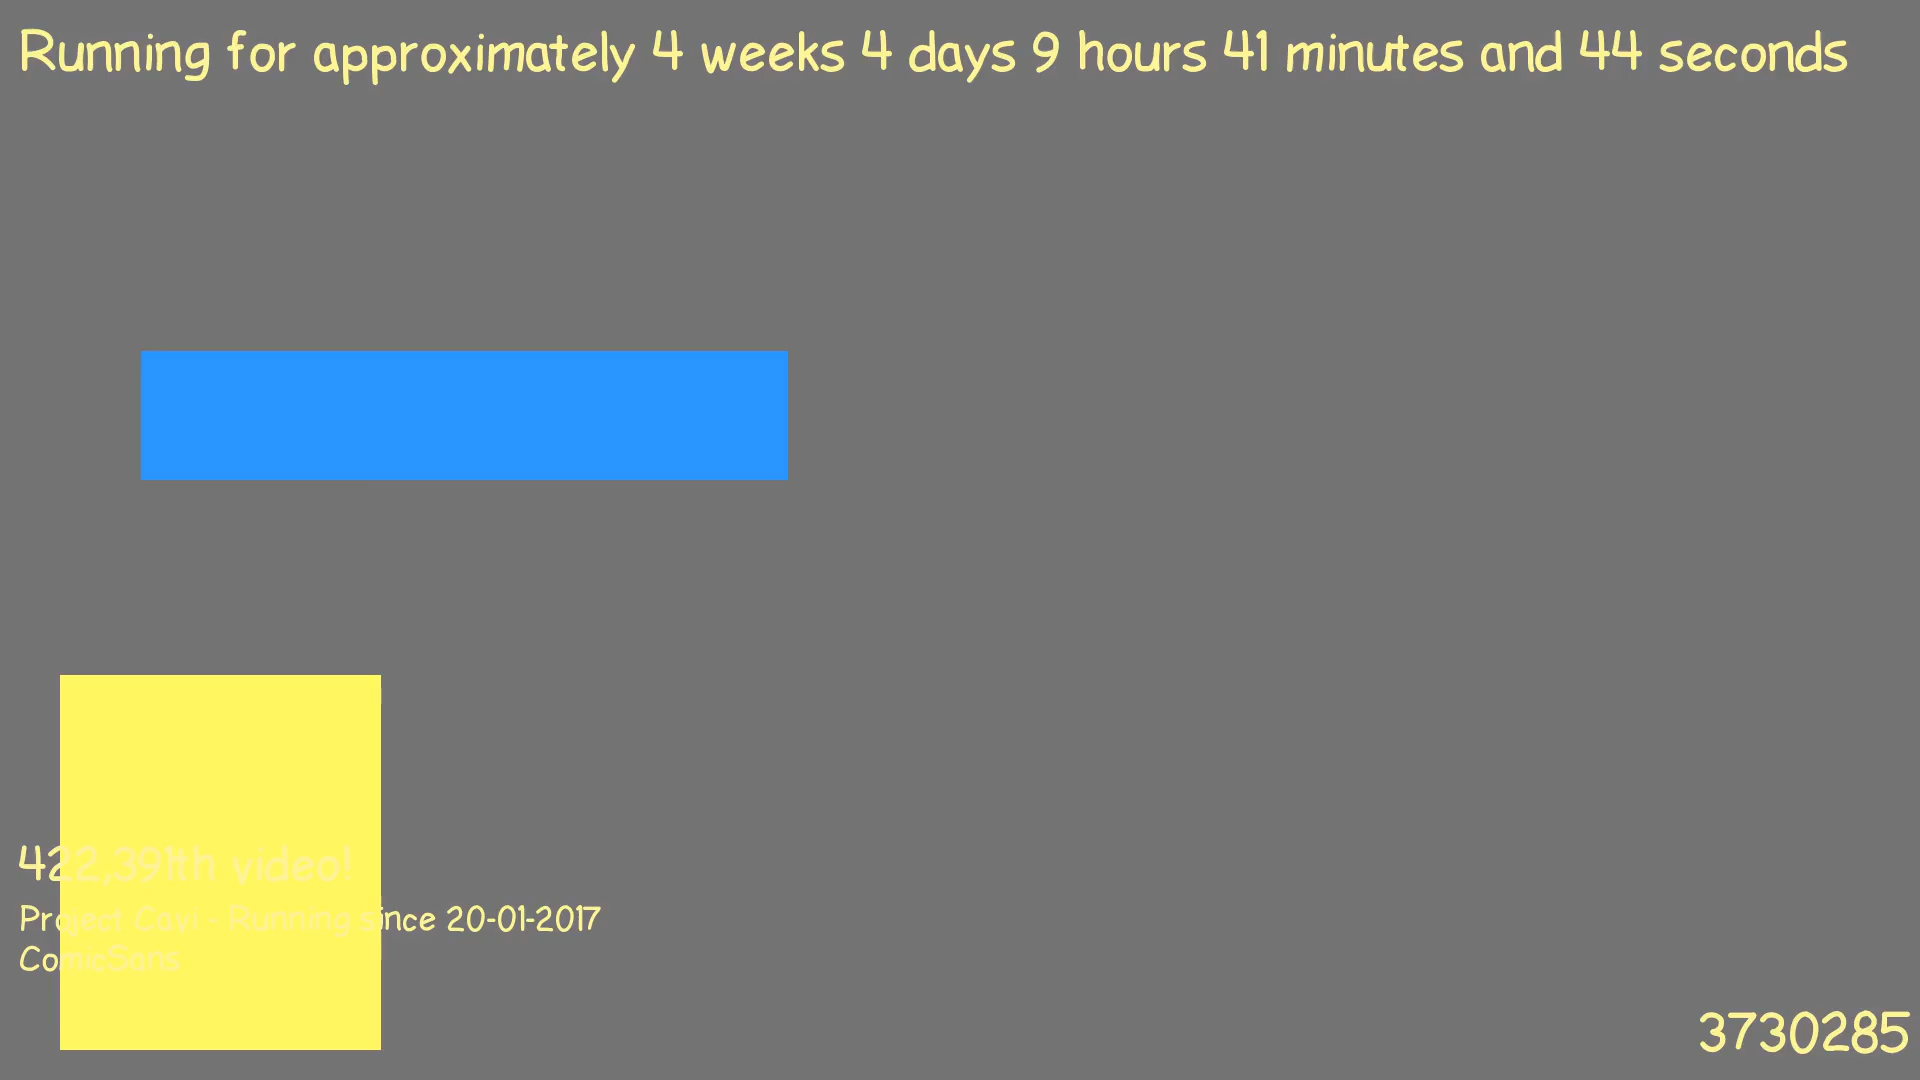 Running for approximately 4 weeks 4 days 9 hours 41 minutes and 44 seconds
422,391th video!
Project Cayi - Running since 20-01-2017
ComicSans
3730285